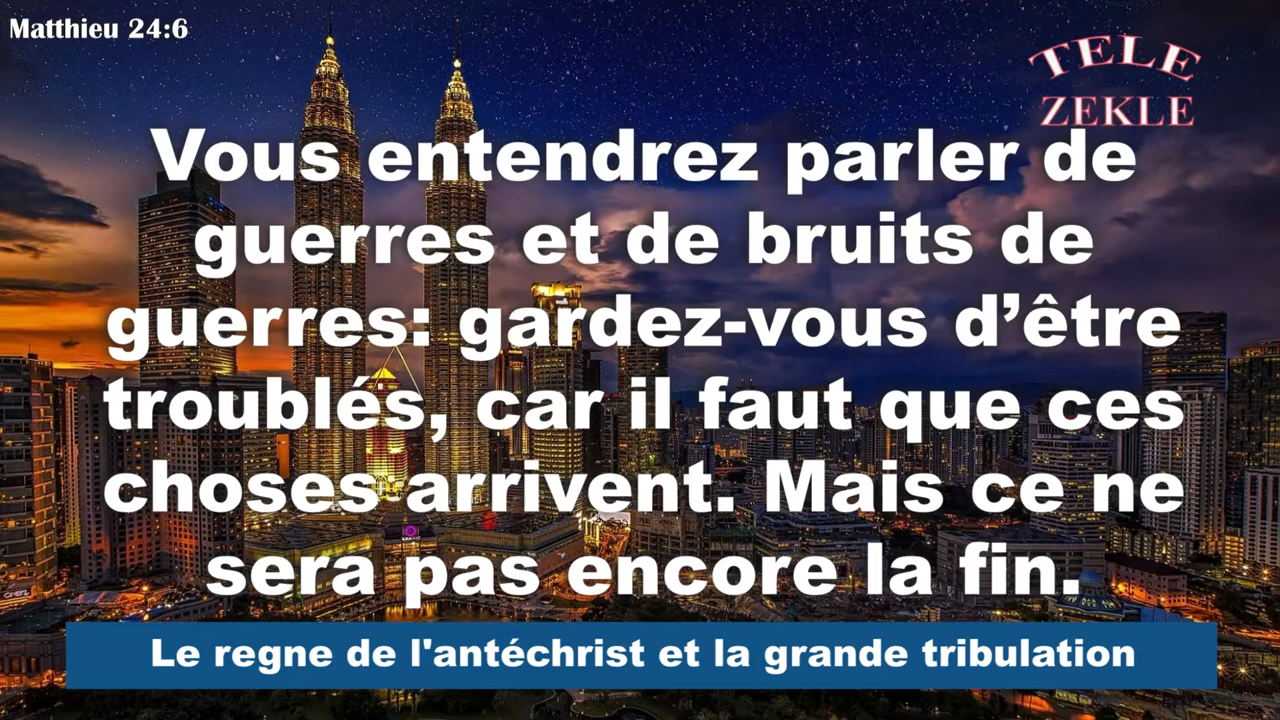 Matthieu 24:6
TELE
ZEKLE
Vous entendrez parler de
guerres et de bruits de
guerres: gardez-vous d’être
troublés, car il faut que ces
choses arrivent. Mais ce ne
sera pas encore la fin.
Le regne de l'antéchrist et la grande tribulation